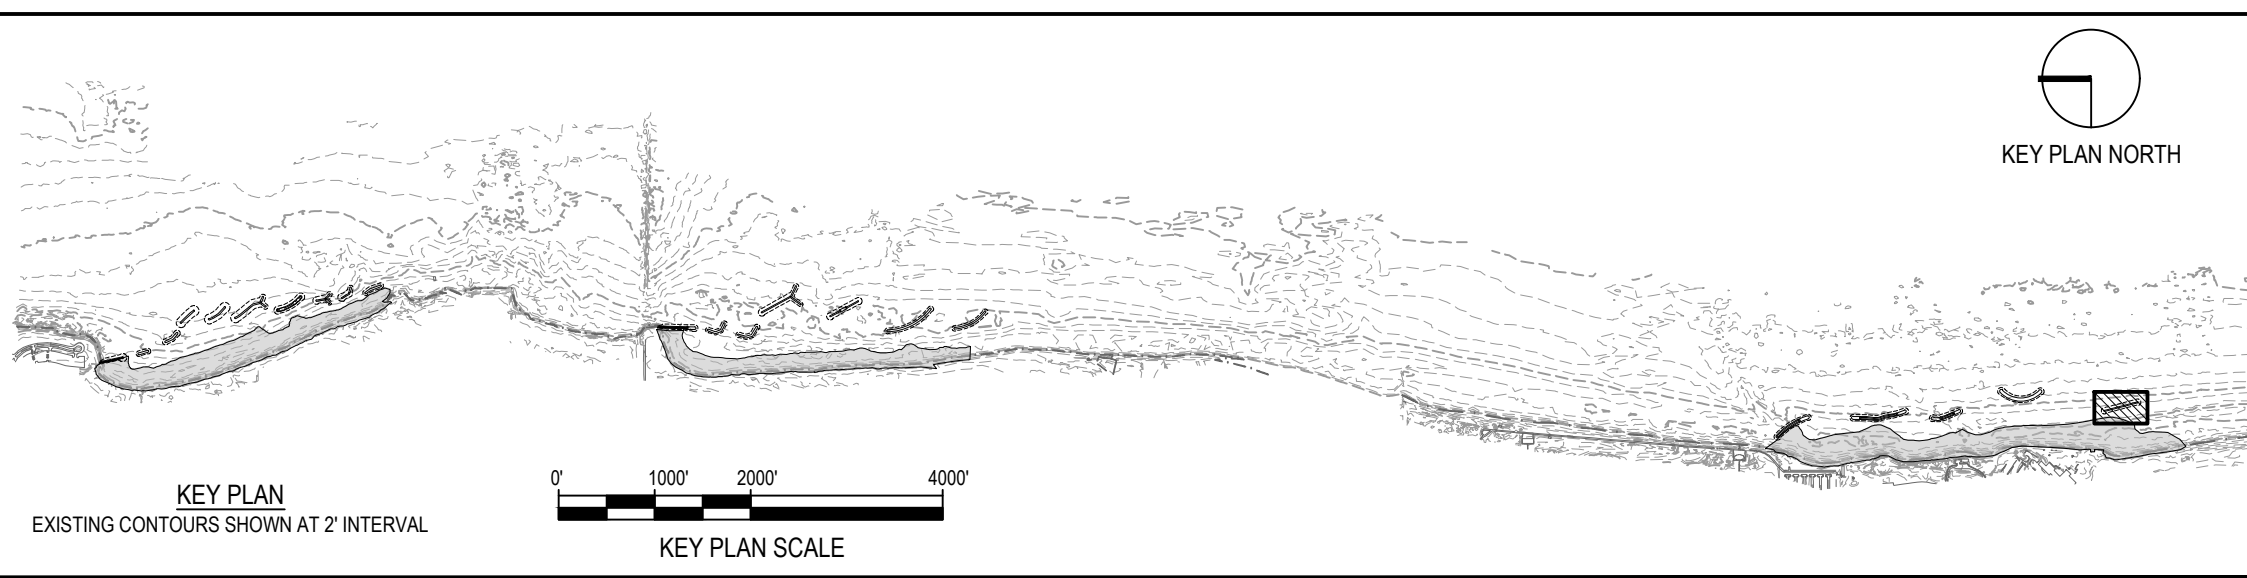 KEY PLAN NORTH
KEY PLAN
EXISTING CONTOURS SHOWN AT 2' INTERVAL
0' 1000' 2000' 4000'
KEY PLAN SCALE